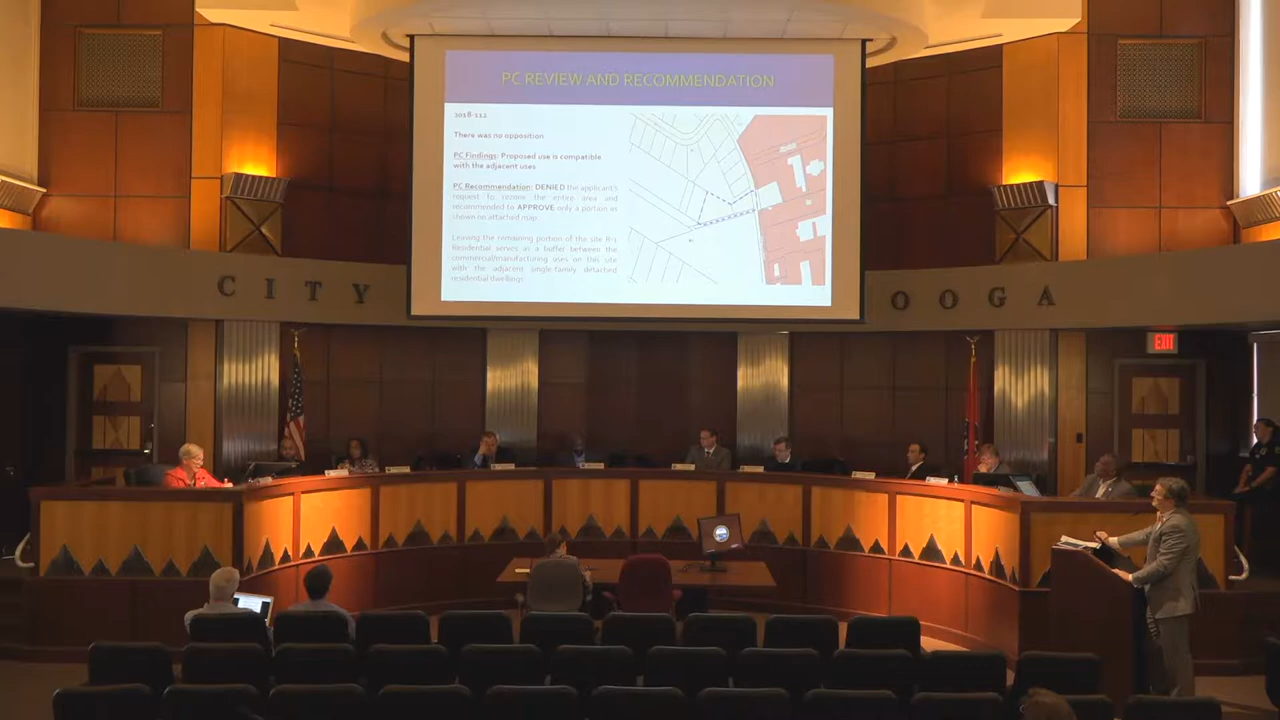 PC REVIEW AND RECOMMENDATION
2018-112
There was no opposition
PC Findings: Proposed use is compatible
with the adjacent uses
PC Recommendation: DENIED the applicant's
request to rezone the entire area and
recommended to APPROVE only a portion as
shown on attached map.
Leaving the remaining portion of the site R-1
Residential serves as a buffer between the
commercial/manufacturing uses on this site
with the adjacent single-family detached
residential dwellings.
CITY OOGA
EXIT